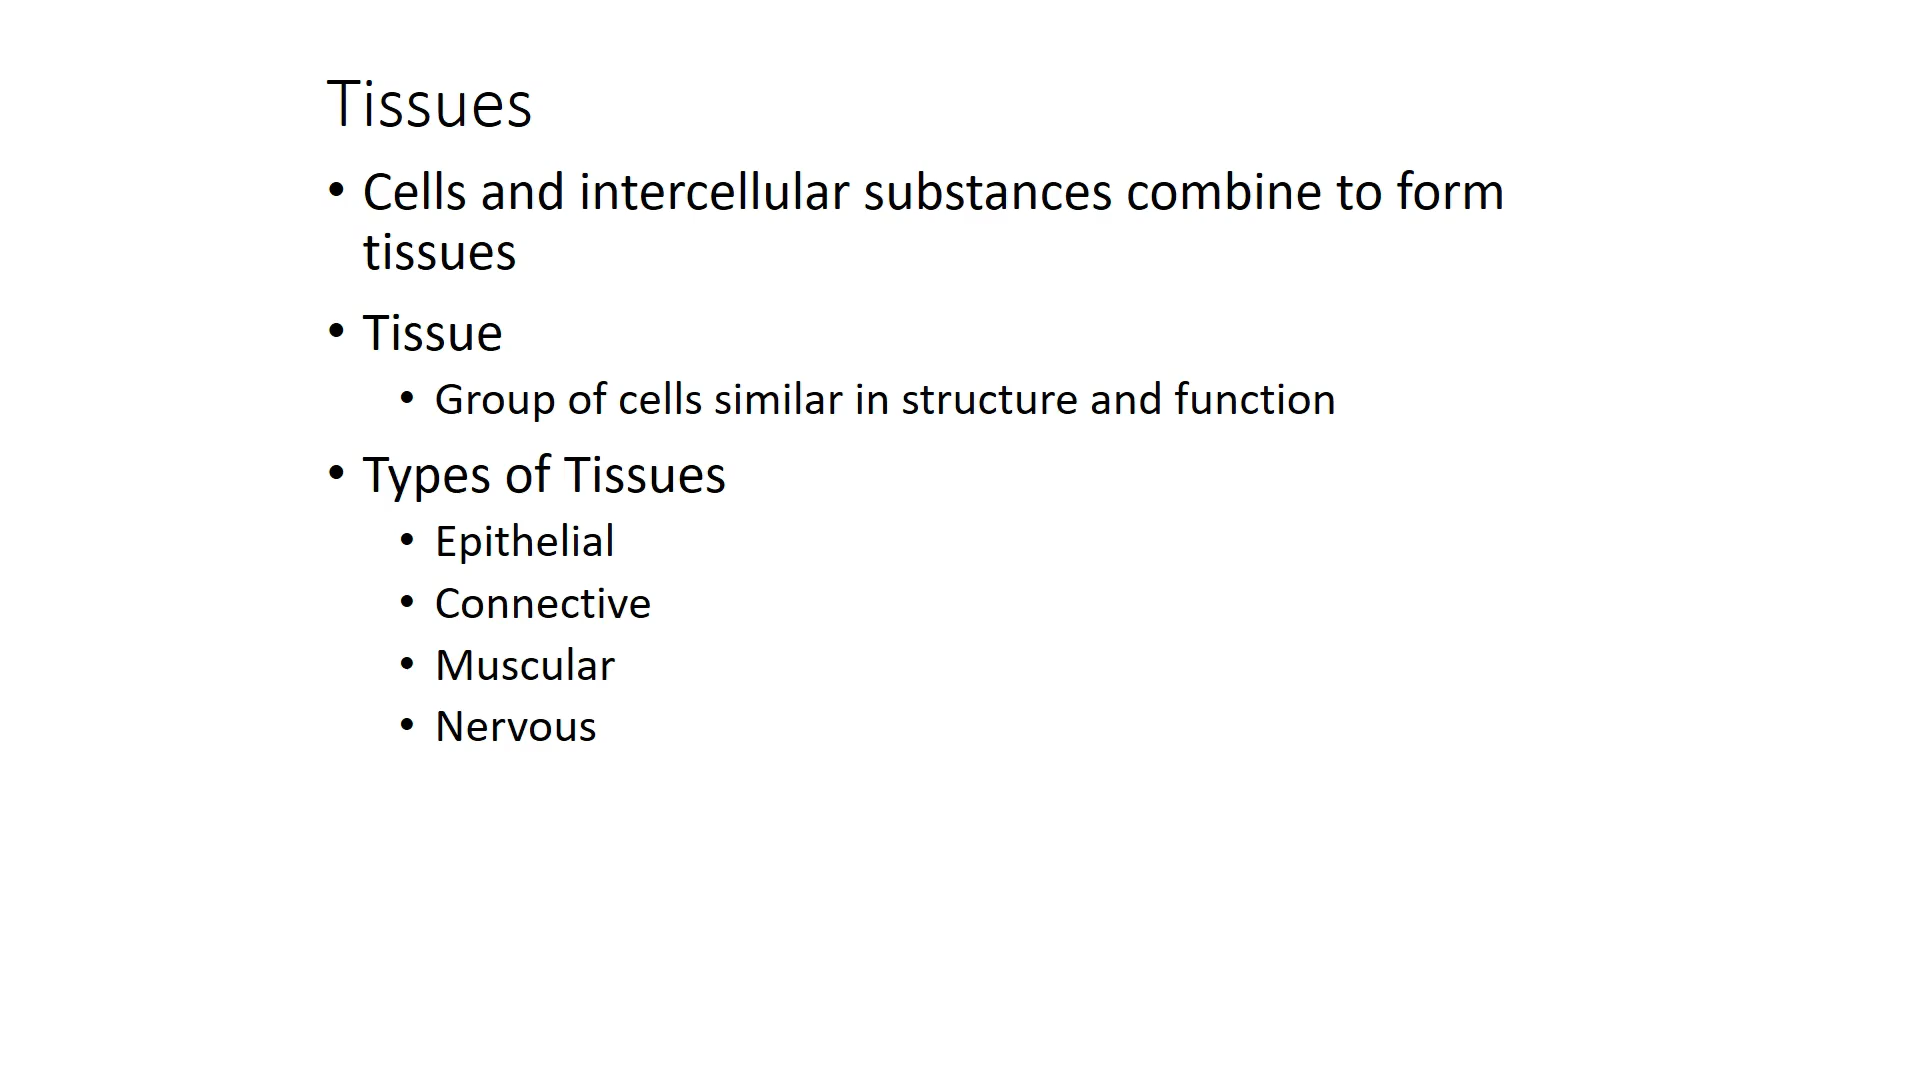 Tissues
• Cells and intercellular substances combine to form
tissues
• Tissue
• Group of cells similar in structure and function
• Types of Tissues
• Epithelial
• Connective
• Muscular
• Nervous